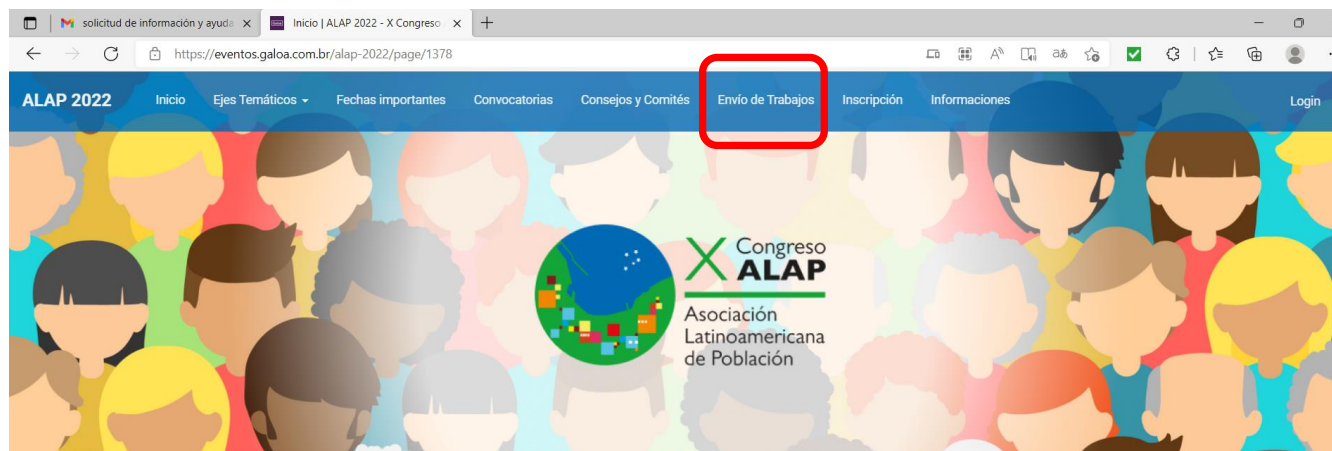 solicitud de información y ayuda
Inicio | ALAP 2022 - X Congreso
https://eventos.galoa.com.br/alap-2022/page/1378
ALAP 2022 Inicio Ejes Temáticos Fechas importantes Convocatorias Consejos y Comités Envío de Trabajos Inscripción Informaciones Login
X Congreso
ALAP
Asociación
Latinoamericana
de Población